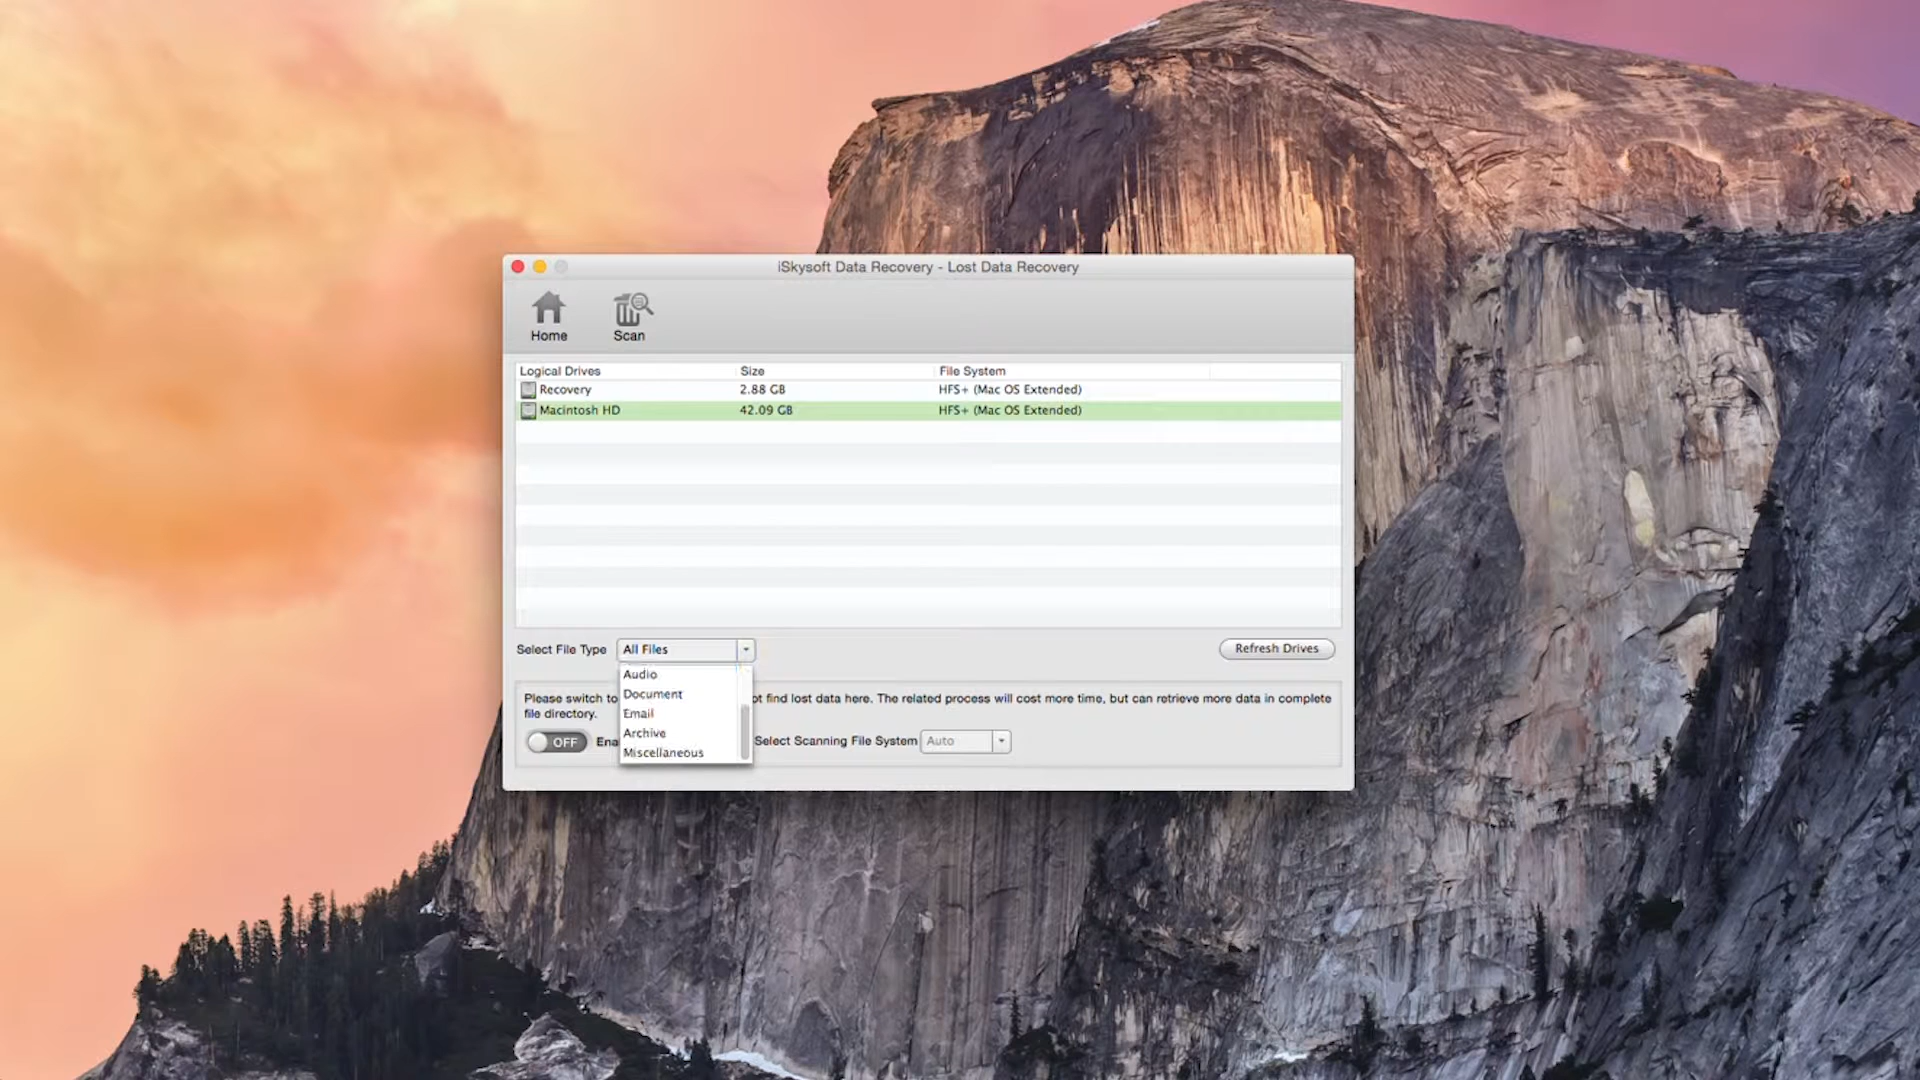 iSkysoft Data Recovery - Lost Data Recovery
Home
Scan
Logical Drives Size File System
Recovery 2.88 GB HFS+ (Mac OS Extended)
Macintosh HD 42.09 GB HFS+ (Mac OS Extended)
Select File Type All Files Refresh Drives
Audio
Document
Email
Archive
Miscellaneous
Please switch to find lost data here. The related process will cost more time, but can retrieve more data in complete
file directory.
OFF Select Scanning File System Auto